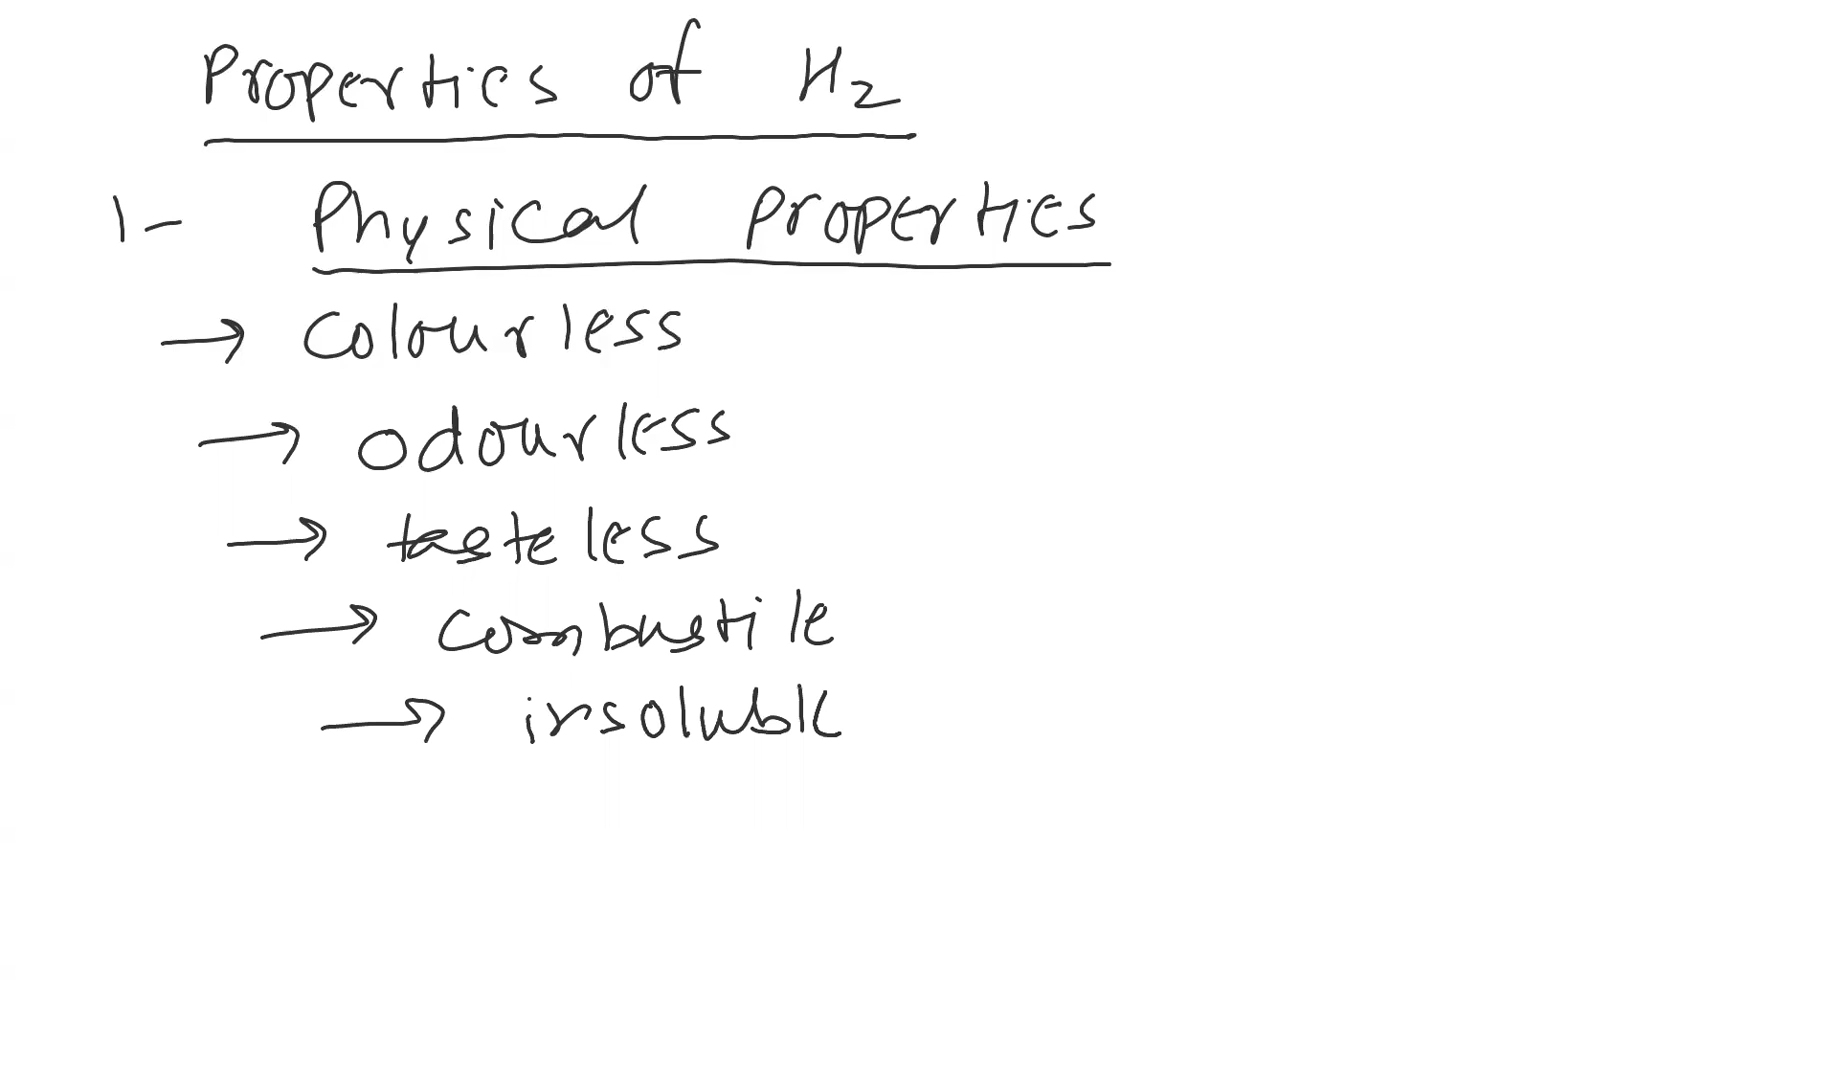 Properties of H₂
1- Physical Properties
→ Colourless
→ odourless
→ tasteless
→ combustile
→ insoluble